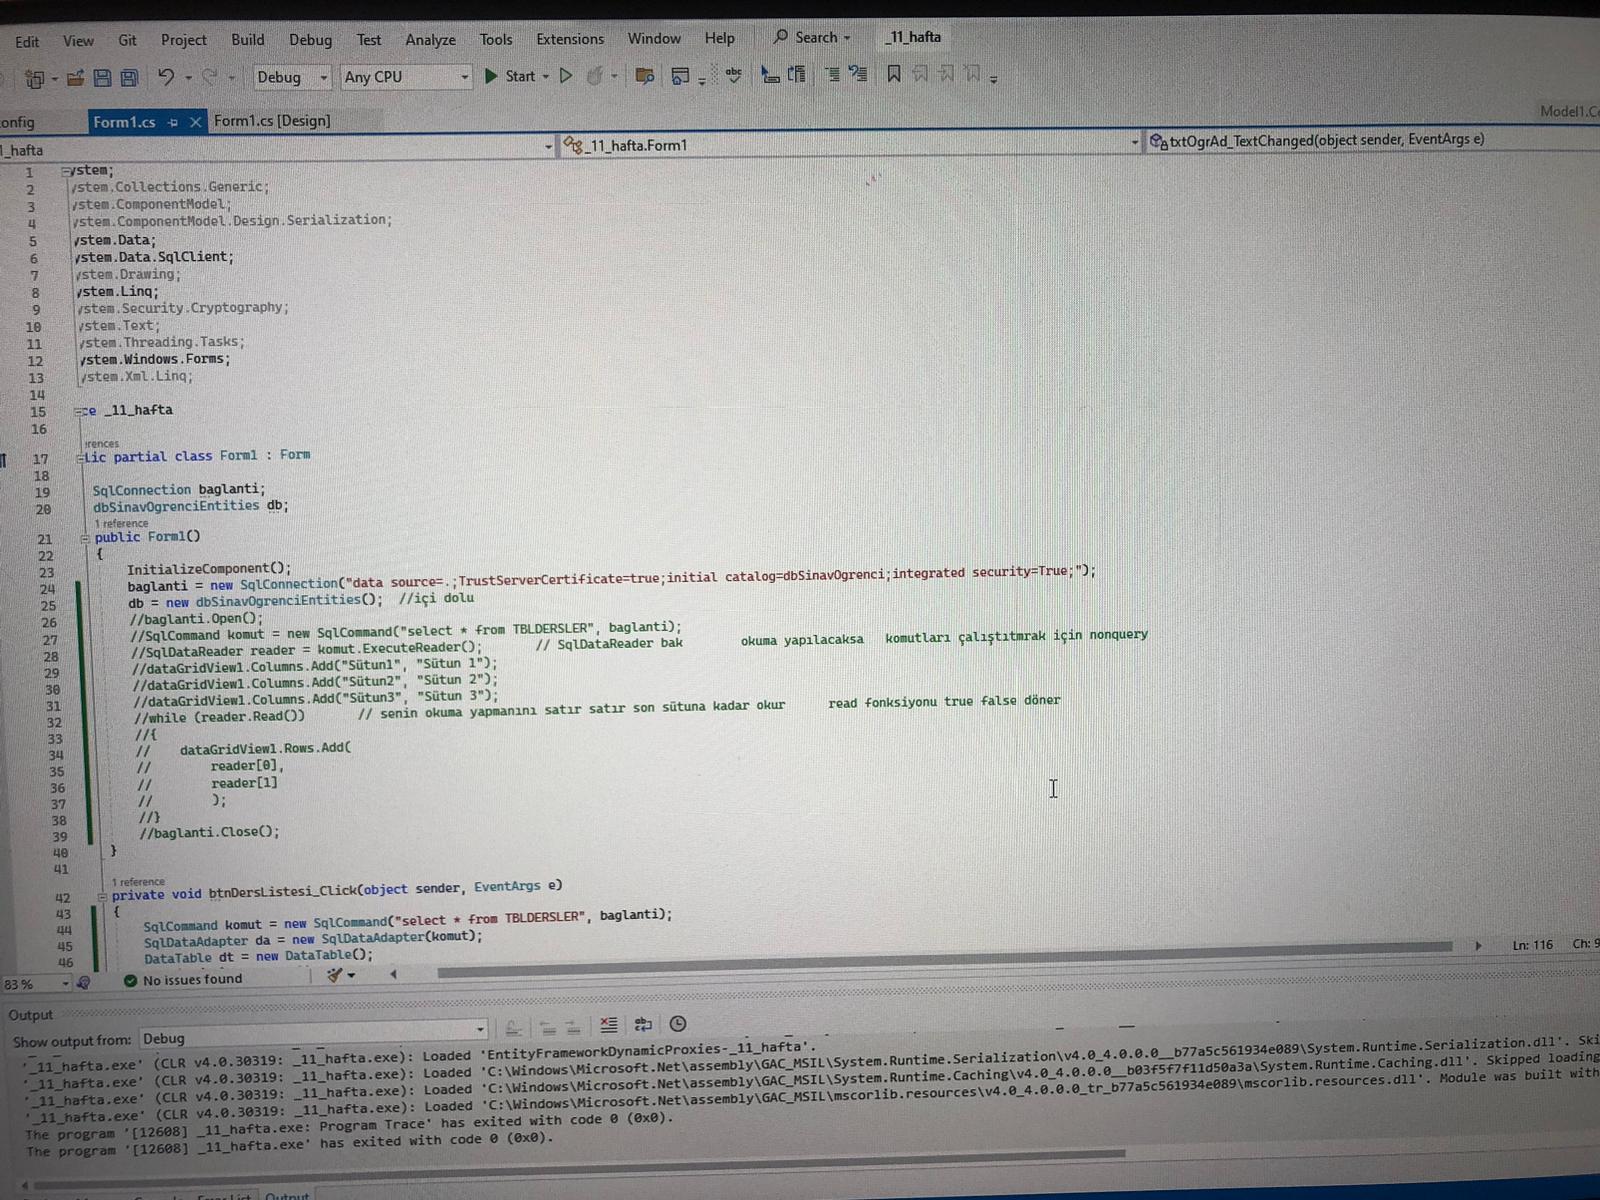 Edit View Git Project Build Debug Test Analyze Tools Extensions Window Help Search _11_hafta
Debug Any CPU Start
onfig Form1.cs Form1.cs [Design] Model1.C
1_hafta _11_hafta.Form1 txtOgrAd_TextChanged(object sender, EventArgs e)
1 ystem;
2 ystem.Collections.Generic;
3 ystem.ComponentModel;
4 ystem.ComponentModel.Design.Serialization;
5 ystem.Data;
6 ystem.Data.SqlClient;
7 ystem.Drawing;
8 ystem.Linq;
9 ystem.Security.Cryptography;
10 ystem.Text;
11 ystem.Threading.Tasks;
12 ystem.Windows.Forms;
13 ystem.Xml.Linq;
14
15 ce _11_hafta
16
rences
17 lic partial class Form1 : Form
18
19 SqlConnection baglanti;
20 dbSinavOgrenciEntities db;
1 reference
21 public Form1()
22 {
23 InitializeComponent();
24 baglanti = new SqlConnection("data source=.;TrustServerCertificate=true;initial catalog=dbSinavOgrenci;integrated security=True;");
25 db = new dbSinavOgrenciEntities(); //içi dolu
26 //baglanti.Open();
27 //SqlCommand komut = new SqlCommand("select * from TBLDERSLER", baglanti);
28 //SqlDataReader reader = komut.ExecuteReader(); // SqlDataReader bak okuma yapılacaksa komutları çalıştıtmrak için nonquery
29 //dataGridView1.Columns.Add("Sütun1", "Sütun 1");
30 //dataGridView1.Columns.Add("Sütun2", "Sütun 2");
31 //dataGridView1.Columns.Add("Sütun3", "Sütun 3");
32 //while (reader.Read()) // senin okuma yapmanını satır satır son sütuna kadar okur read fonksiyonu true false döner
33 //{
34 // dataGridView1.Rows.Add(
35 // reader[0],
36 // reader[1]
37 // );
38 //}
39 //baglanti.Close();
40 }
41
1 reference
42 private void btnDersListesi_Click(object sender, EventArgs e)
43 {
44 SqlCommand komut = new SqlCommand("select * from TBLDERSLER", baglanti);
45 SqlDataAdapter da = new SqlDataAdapter(komut);
46 DataTable dt = new DataTable();
83 % No issues found Ln: 116 Ch: 9
Output
Show output from: Debug
'_11_hafta.exe' (CLR v4.0.30319: _11_hafta.exe): Loaded 'EntityFrameworkDynamicProxies-_11_hafta'.
'_11_hafta.exe' (CLR v4.0.30319: _11_hafta.exe): Loaded 'C:\Windows\Microsoft.Net\assembly\GAC_MSIL\System.Runtime.Serialization\v4.0_4.0.0.0__b77a5c561934e089\System.Runtime.Serialization.dll'. Ski
'_11_hafta.exe' (CLR v4.0.30319: _11_hafta.exe): Loaded 'C:\Windows\Microsoft.Net\assembly\GAC_MSIL\System.Runtime.Caching\v4.0_4.0.0.0__b03f5f7f11d50a3a\System.Runtime.Caching.dll'. Skipped loading
'_11_hafta.exe' (CLR v4.0.30319: _11_hafta.exe): Loaded 'C:\Windows\Microsoft.Net\assembly\GAC_MSIL\mscorlib.resources\v4.0_4.0.0.0_tr_b77a5c561934e089\mscorlib.resources.dll'. Module was built with
The program '[12608] _11_hafta.exe: Program Trace' has exited with code 0 (0x0).
The program '[12608] _11_hafta.exe' has exited with code 0 (0x0).
Output